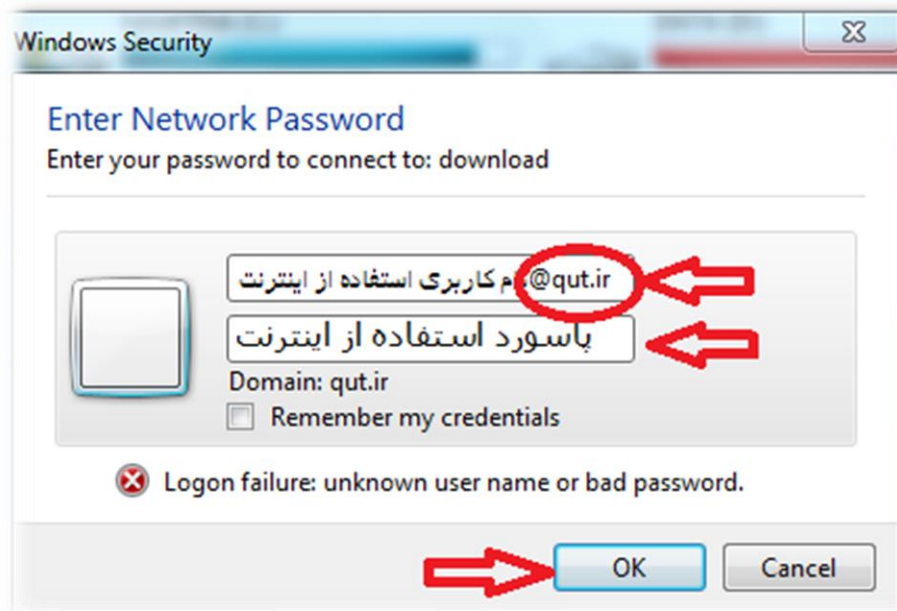 Windows Security
Enter Network Password
Enter your password to connect to: download
نام کاربری استفاده از اینترنت@qut.ir
پاسورد استفاده از اینترنت
Domain: qut.ir
Remember my credentials
Logon failure: unknown user name or bad password.
OK
Cancel